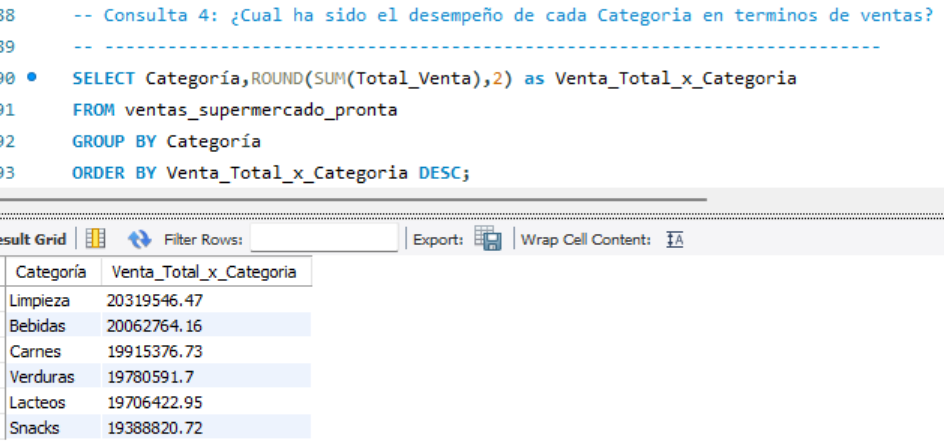 88 -- Consulta 4: ¿Cual ha sido el desempeño de cada Categoria en terminos de ventas?
89 -- --------------------------------------------------------------------------
90 SELECT Categoría,ROUND(SUM(Total_Venta),2) as Venta_Total_x_Categoria
91 FROM ventas_supermercado_pronta
92 GROUP BY Categoría
93 ORDER BY Venta_Total_x_Categoria DESC;
esult Grid Filter Rows: Export: Wrap Cell Content:
Categoría Venta_Total_x_Categoria
Limpieza 20319546.47
Bebidas 20062764.16
Carnes 19915376.73
Verduras 19780591.7
Lacteos 19706422.95
Snacks 19388820.72